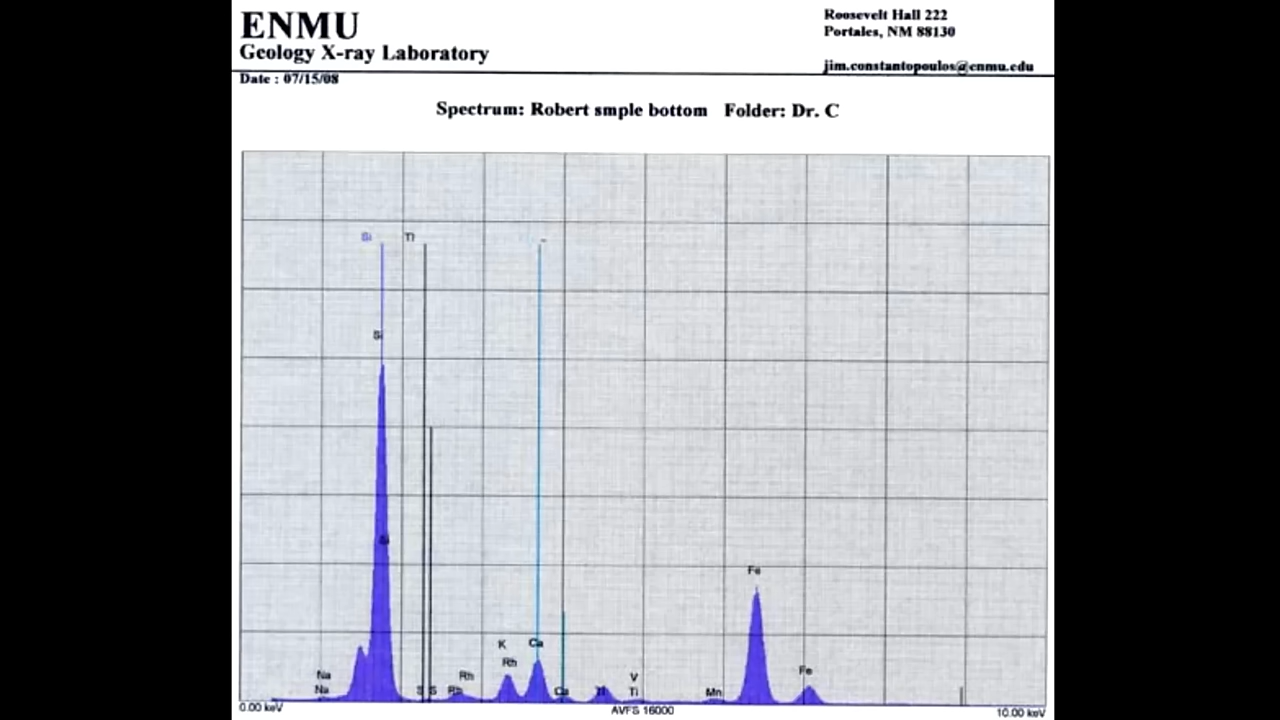 ENMU
Roosevelt Hall 222
Geology X-ray Laboratory
Portales, NM 88130
jim.constantopoulos@enmu.edu
Date : 07/15/08
Spectrum: Robert smple bottom Folder: Dr. C
Si Tl
Si
Si
Fe
K Ca
Rh
Na Rh V Fe
Na S S Rh Ca Ti Ti Mn
0.00 keV AVFS 16000 10.00 keV